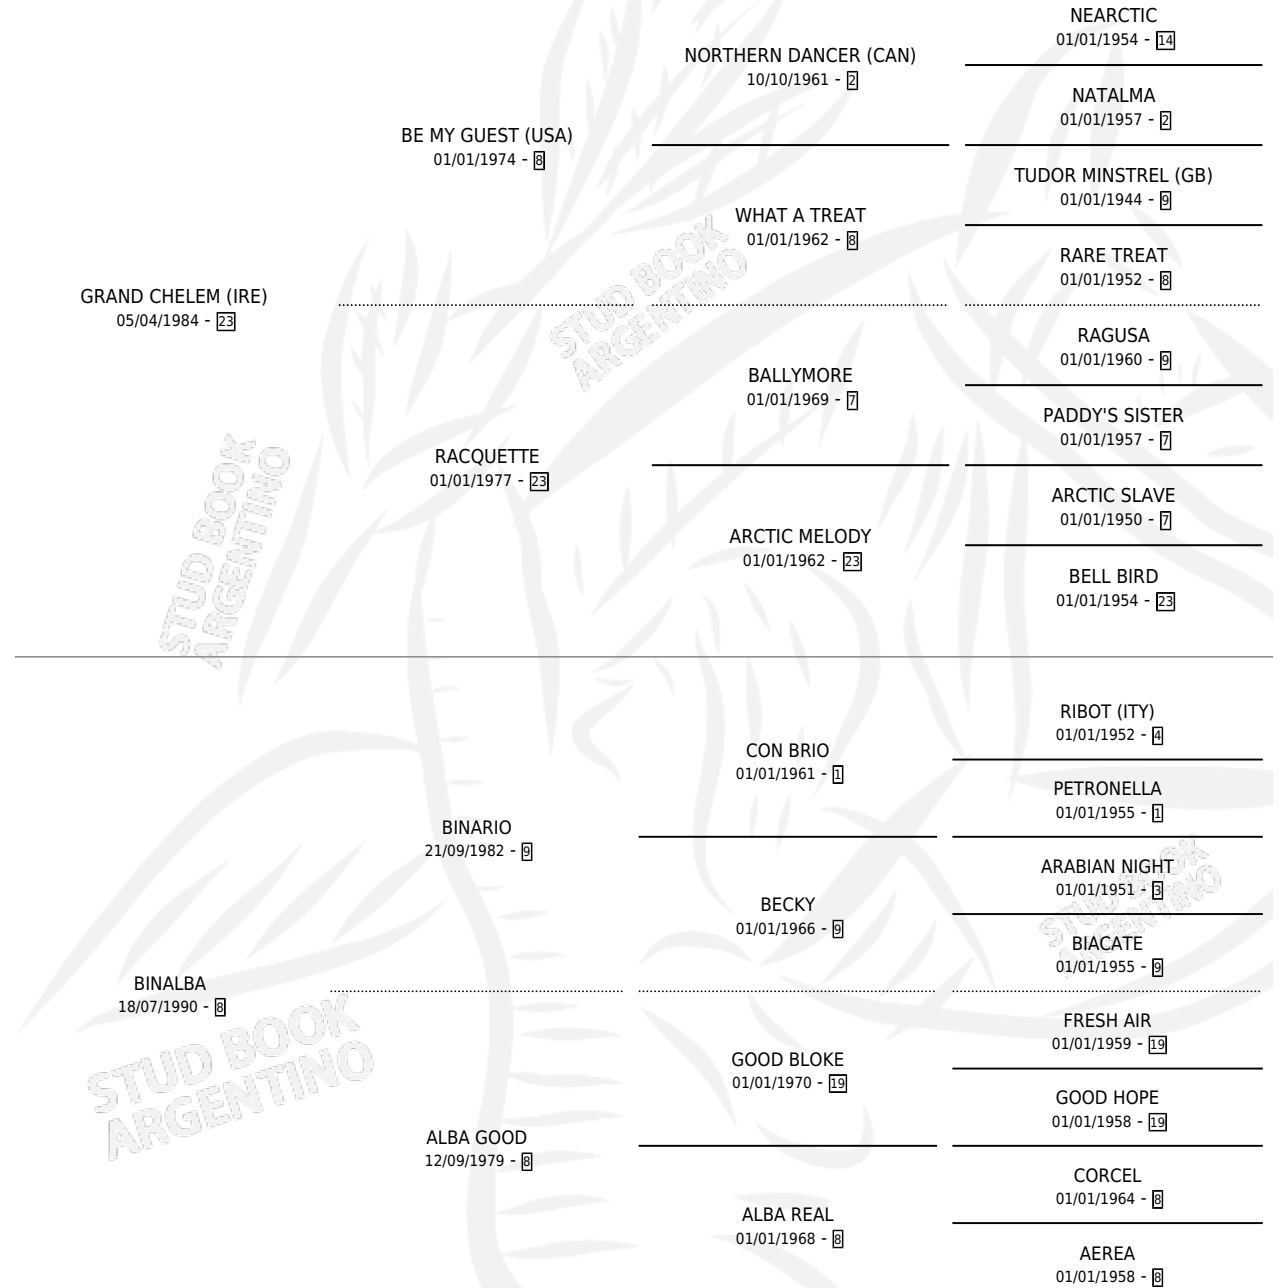 NEARCTIC
01/01/1954 - 14
NORTHERN DANCER (CAN)
10/10/1961 - 2
NATALMA
01/01/1957 - 2
BE MY GUEST (USA)
01/01/1974 - 8
TUDOR MINSTREL (GB)
01/01/1944 - 9
WHAT A TREAT
01/01/1962 - 8
RARE TREAT
01/01/1952 - 8
GRAND CHELEM (IRE)
05/04/1984 - 23
STUD BOOK
ARGENTINO
RAGUSA
01/01/1960 - 9
BALLYMORE
01/01/1969 - 7
PADDY'S SISTER
01/01/1957 - 7
RACQUETTE
01/01/1977 - 23
ARCTIC SLAVE
01/01/1950 - 7
ARCTIC MELODY
01/01/1962 - 23
BELL BIRD
01/01/1954 - 23
STUD BOOK
ARGENTINO
RIBOT (ITY)
01/01/1952 - 4
CON BRIO
01/01/1961 - 1
PETRONELLA
01/01/1955 - 1
BINARIO
21/09/1982 - 9
ARABIAN NIGHT
01/01/1951 - 3
BECKY
01/01/1966 - 9
BIACATE
01/01/1955 - 9
STUD BOOK
ARGENTINO
BINALBA
18/07/1990 - 8
FRESH AIR
01/01/1959 - 19
GOOD BLOKE
01/01/1970 - 19
GOOD HOPE
01/01/1958 - 19
STUD BOOK
ARGENTINO
ALBA GOOD
12/09/1979 - 8
CORCEL
01/01/1964 - 8
ALBA REAL
01/01/1968 - 8
AEREA
01/01/1958 - 8